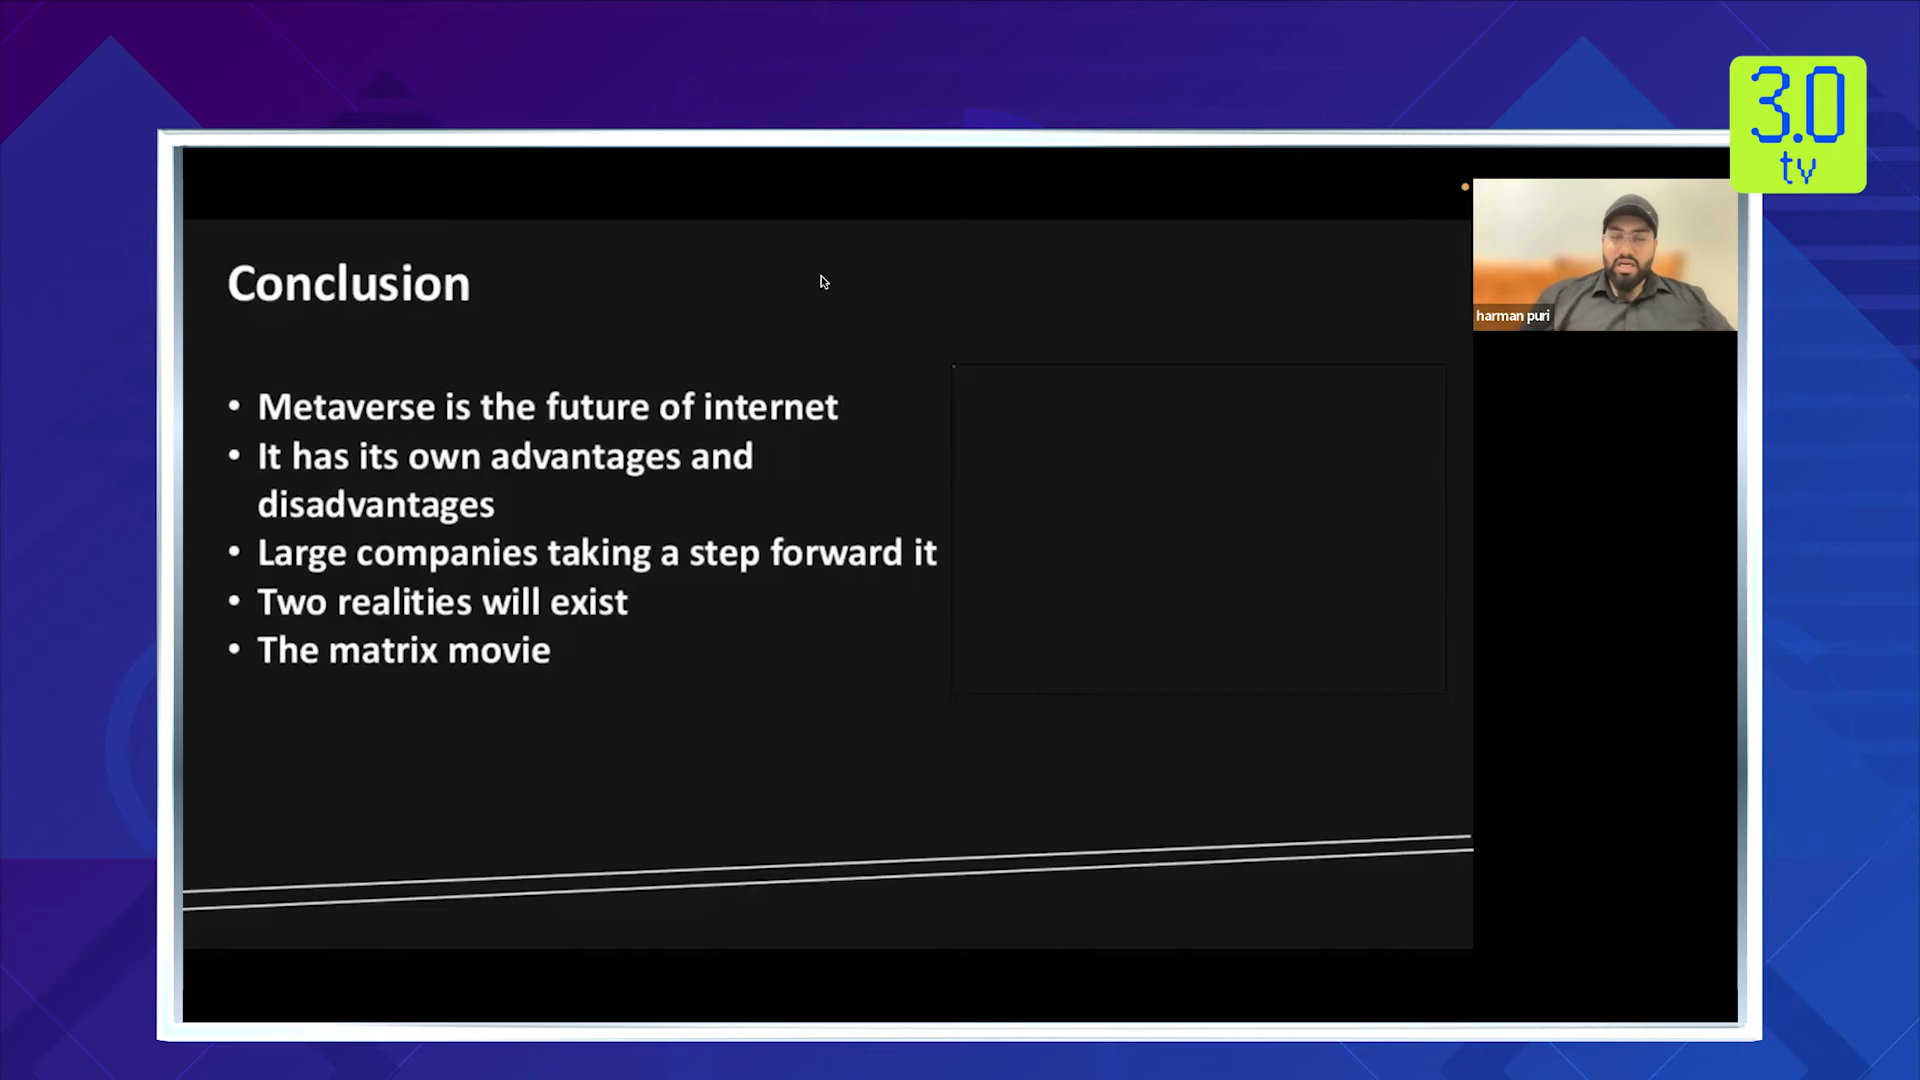 3.0
tv
Conclusion
harman puri
• Metaverse is the future of internet
• It has its own advantages and
disadvantages
• Large companies taking a step forward it
• Two realities will exist
• The matrix movie